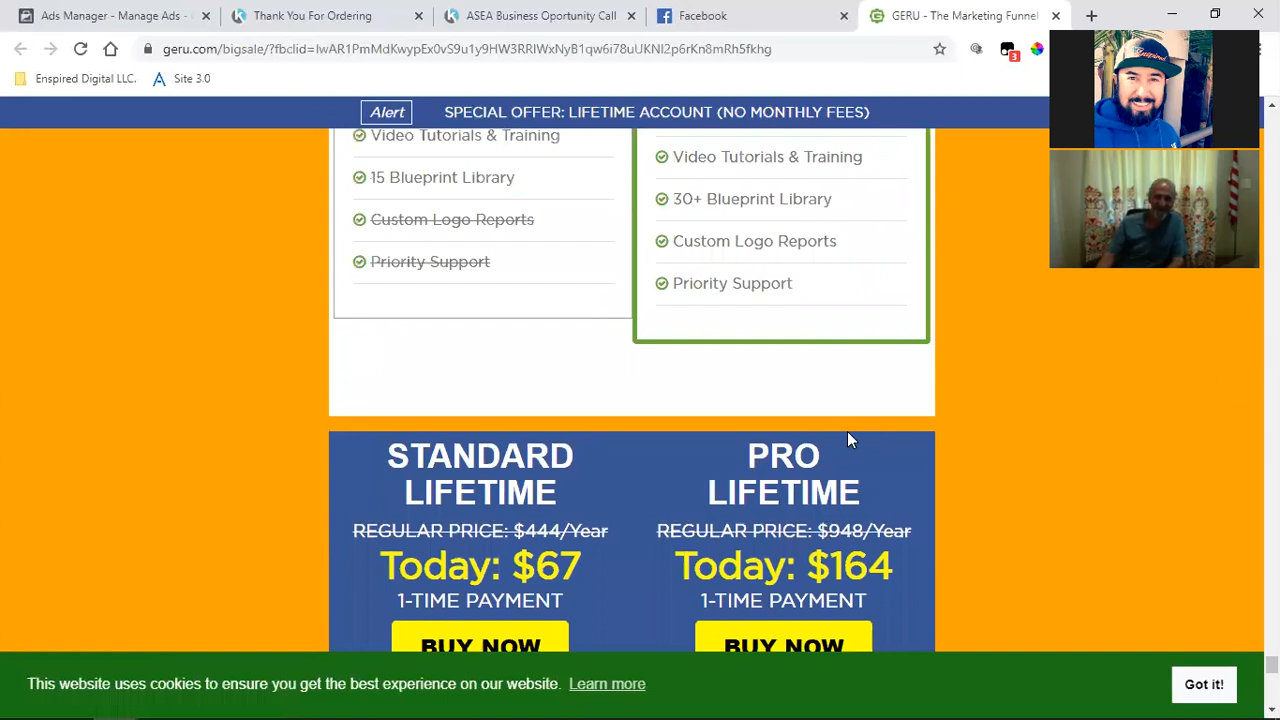 Ads Manager - Manage Ads -
Thank You For Ordering
ASEA Business Oportunity Call
Facebook
GERU - The Marketing Funnel
Enspired Digital LLC.
Site 3.0
3
Alert
SPECIAL OFFER: LIFETIME ACCOUNT (NO MONTHLY FEES)
Video Tutorials & Training
15 Blueprint Library
Custom Logo Reports
Priority Support
Video Tutorials & Training
30+ Blueprint Library
Custom Logo Reports
Priority Support
STANDARD
LIFETIME
REGULAR PRICE: $444/Year
Today: $67
1-TIME PAYMENT
BUY NOW
PRO
LIFETIME
REGULAR PRICE: $948/Year
Today: $164
1-TIME PAYMENT
BUY NOW
This website uses cookies to ensure you get the best experience on our website. Learn more
Got it!